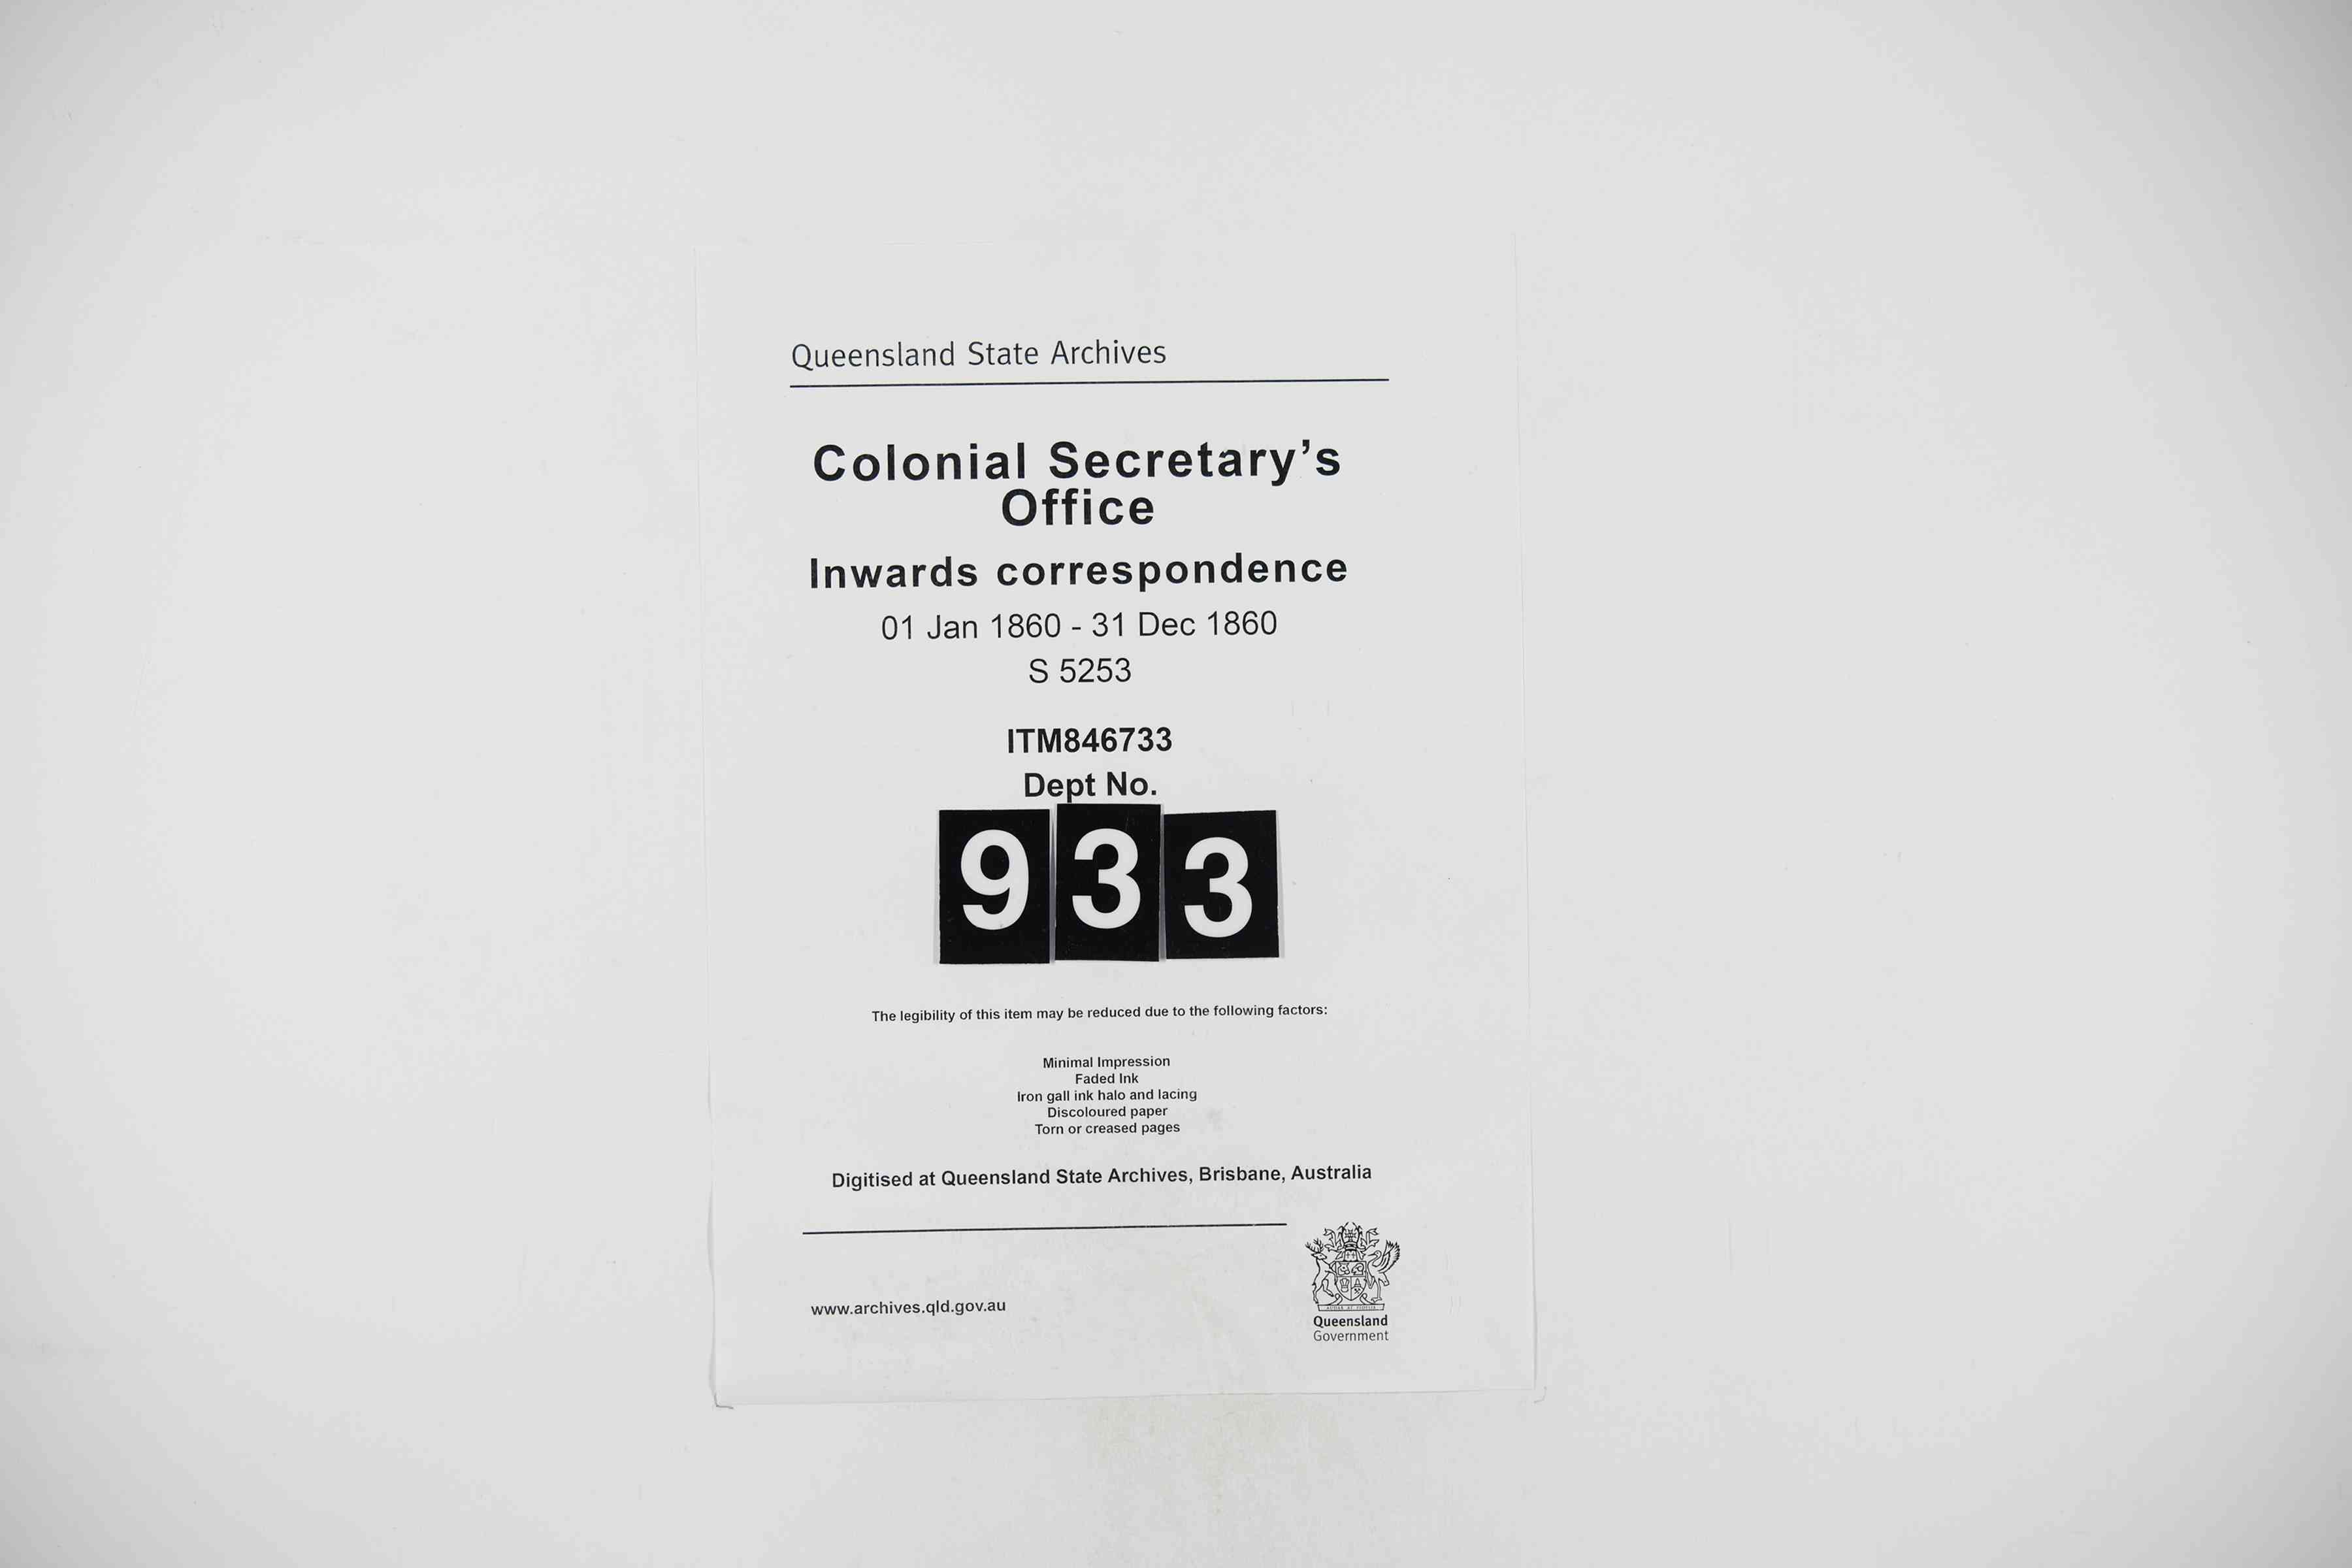 Queensland State Archives
Colonial Secretary's
Office
Inwards correspondence
01 Jan 1860 - 31 Dec 1860
S 5253
ITM846733
Dept No.
933
The legibility of this item may be reduced due to the following factors:
Minimal Impression
Faded Ink
Iron gall ink halo and lacing
Discoloured paper
Torn or creased pages
Digitised at Queensland State Archives, Brisbane, Australia
www.archives.qld.gov.au
Queensland
Government